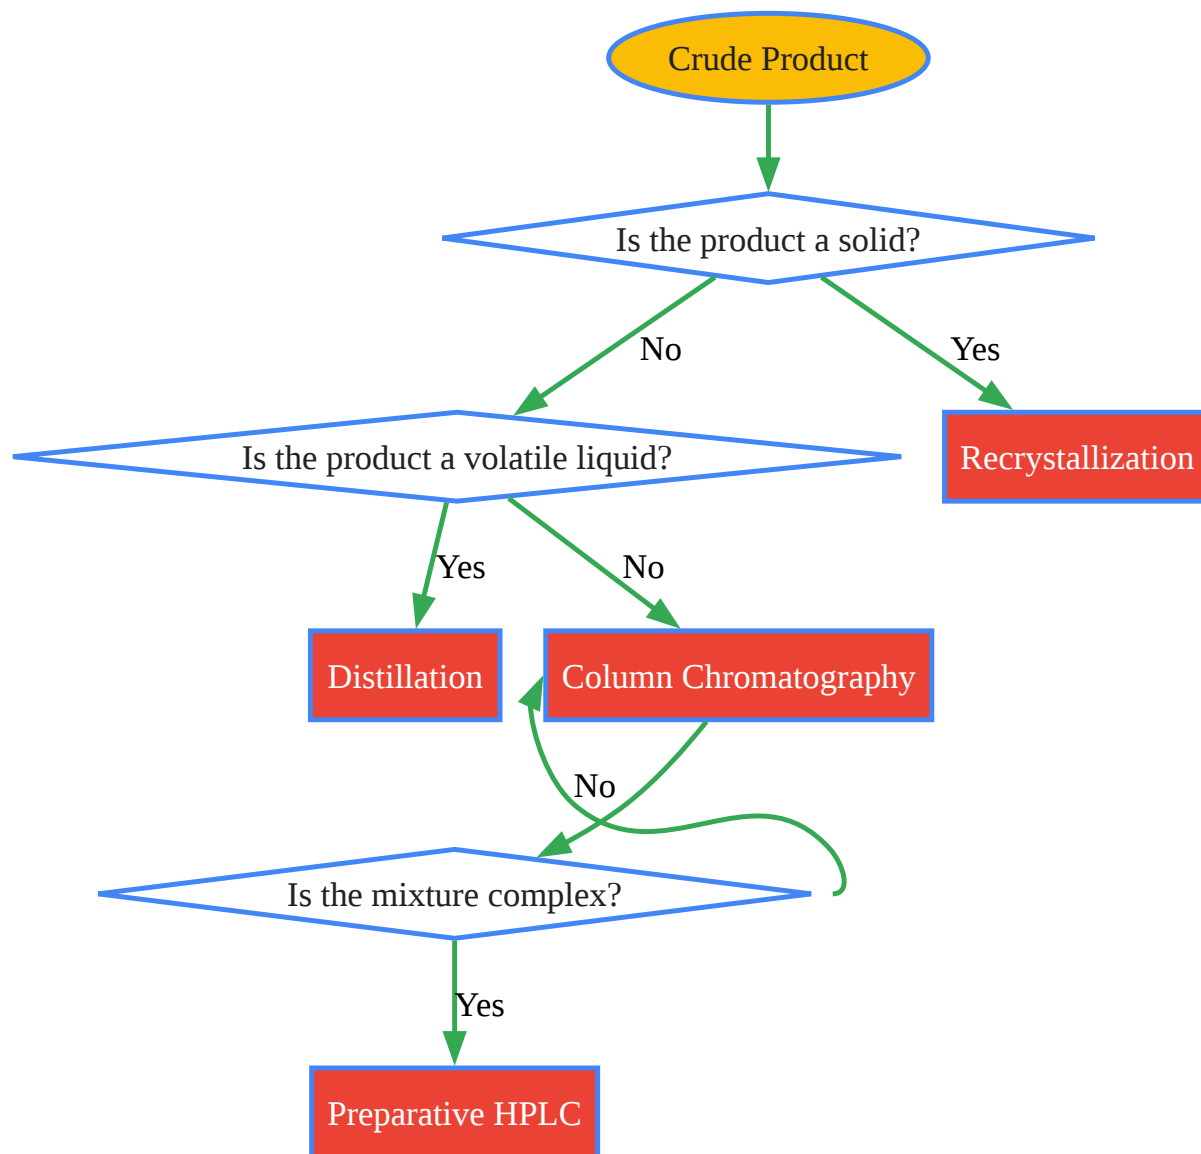 Crude Product
Is the product a solid?
No
Yes
Is the product a volatile liquid?
Recrystallization
Yes
No
Distillation
Column Chromatography
No
Is the mixture complex?
Yes
Preparative HPLC